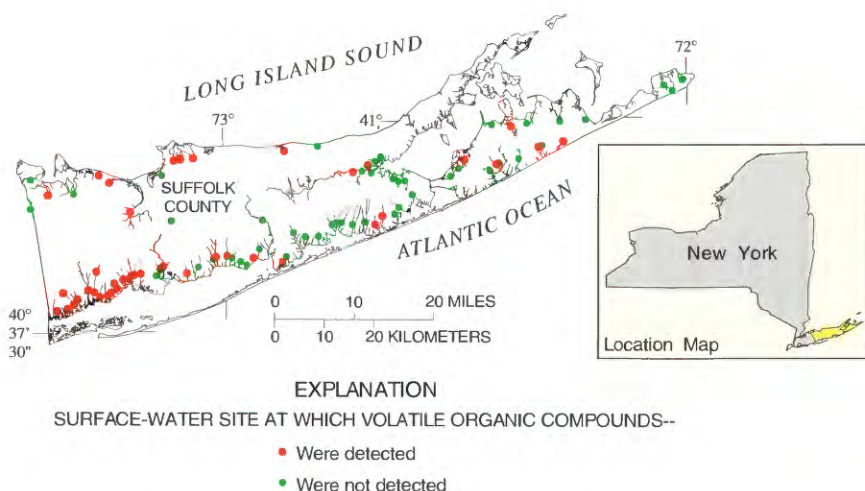 LONG ISLAND SOUND
72°
73°
41°
SUFFOLK
COUNTY
ATLANTIC OCEAN
New York
Location Map
0 10 20 MILES
0 10 20 KILOMETERS
40°
37'
30"
EXPLANATION
SURFACE-WATER SITE AT WHICH VOLATILE ORGANIC COMPOUNDS--
Were detected
Were not detected